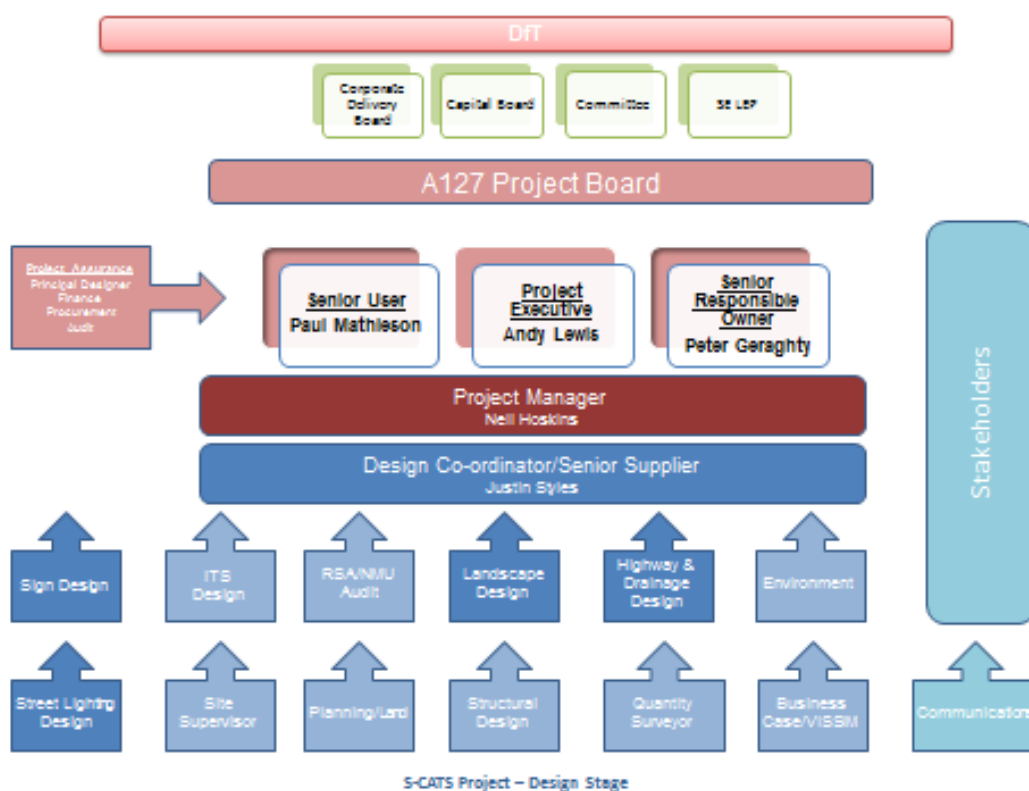 DfT
Corporate
Delivery
Board
Capital Board
Committee
SE LEP
A127 Project Board
Project Assurance
Principal Designer
Finance
Procurement
Audit
Senior User
Paul Mathieson
Project
Executive
Andy Lewis
Senior
Responsible
Owner
Peter Geraghty
Stakeholders
Project Manager
Neil Hoskins
Design Co-ordinator/Senior Supplier
Justin Styles
Sign Design
ITS
Design
RSA/NMU
Audit
Landscape
Design
Highway &
Drainage
Design
Environment
Street Lighting
Design
Site
Supervisor
Planning/Land
Structural
Design
Quantity
Surveyor
Business
Case/VISSIM
Communication
S-CATS Project – Design Stage